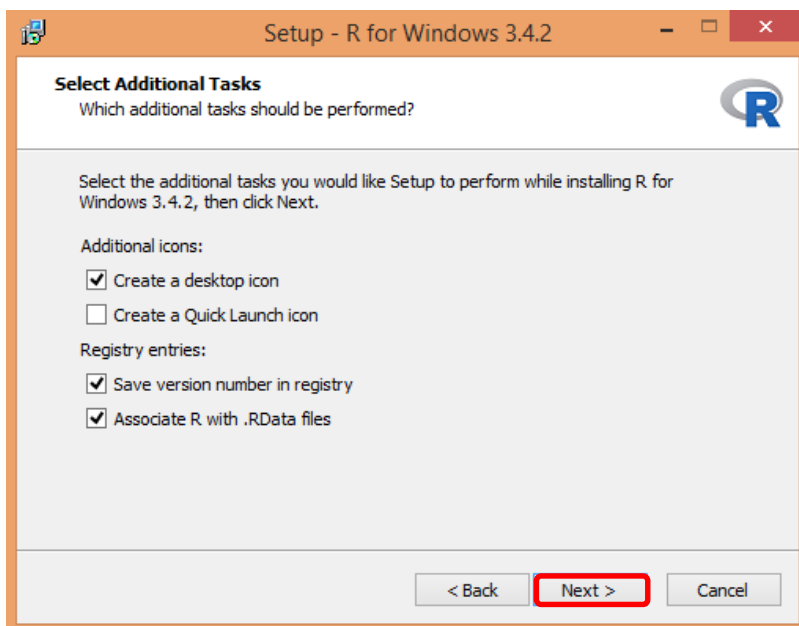 Setup - R for Windows 3.4.2
Select Additional Tasks
Which additional tasks should be performed?
R
Select the additional tasks you would like Setup to perform while installing R for
Windows 3.4.2, then click Next.
Additional icons:
Create a desktop icon
Create a Quick Launch icon
Registry entries:
Save version number in registry
Associate R with .RData files
< Back Next > Cancel